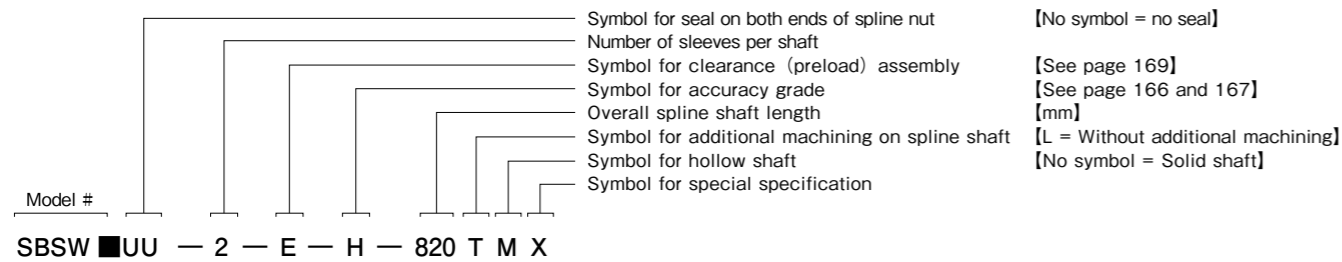 Symbol for seal on both ends of spline nut 【No symbol = no seal】
Number of sleeves per shaft
Symbol for clearance (preload) assembly 【See page 169】
Symbol for accuracy grade 【See page 166 and 167】
Overall spline shaft length 【mm】
Symbol for additional machining on spline shaft 【L = Without additional machining】
Symbol for hollow shaft 【No symbol = Solid shaft】
Symbol for special specification
Model #
SBSW ■UU — 2 — E — H — 820 T M X